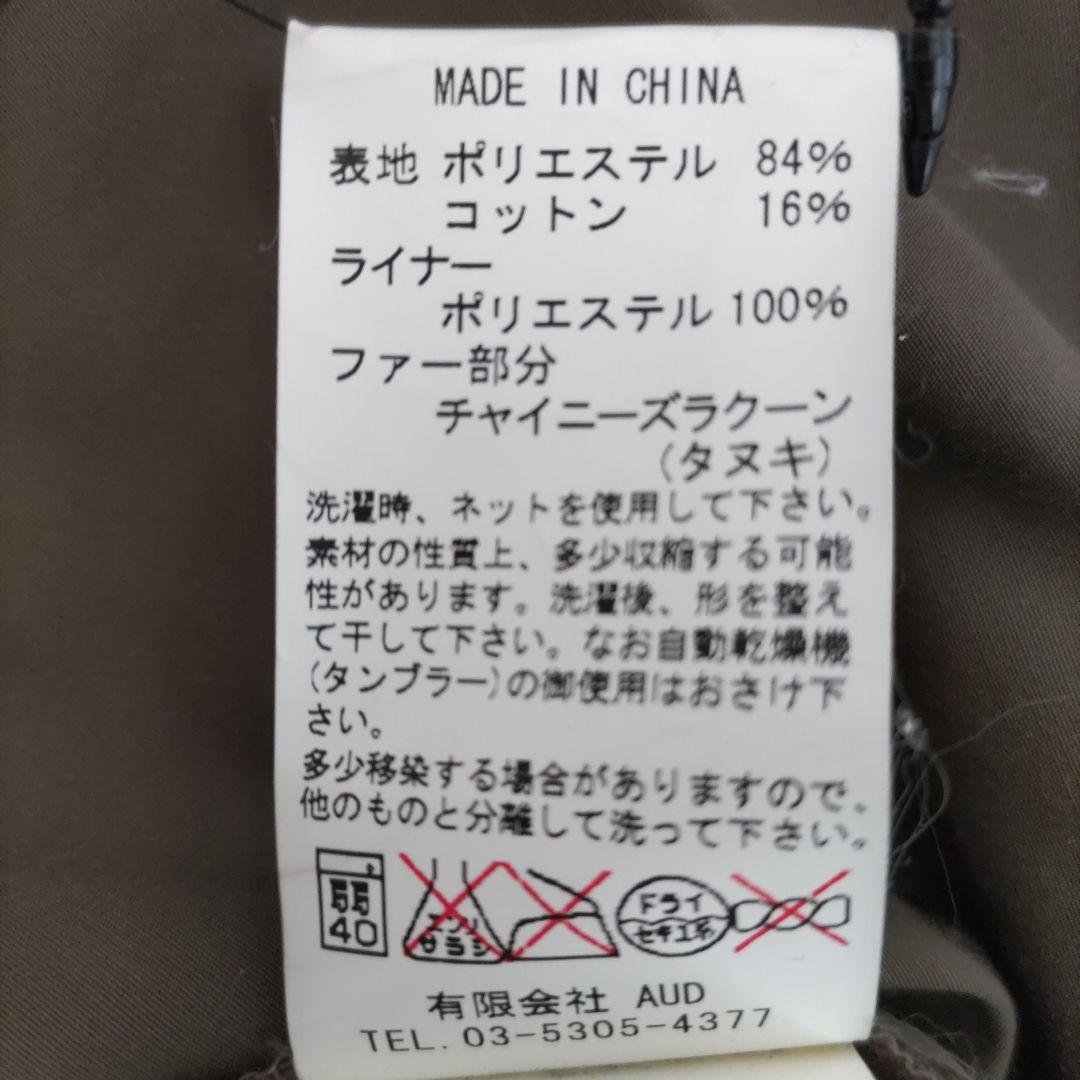 MADE IN CHINA
表地 ポリエステル 84%
コットン 16%
ライナー
ポリエステル 100%
ファー部分
チャイニーズラクーン
(タヌキ)
洗濯時、ネットを使用して下さい。
素材の性質上、多少収縮する可能
性があります。洗濯後、形を整え
て干して下さい。なお自動乾燥機
(タンブラー)の御使用はおさけ下
さい。
多少移染する場合がありますので、
他のものと分離して洗って下さい。
弱 40 エンソサラシ ドライ セキユ系
有限会社 AUD
TEL. 03-5305-4377